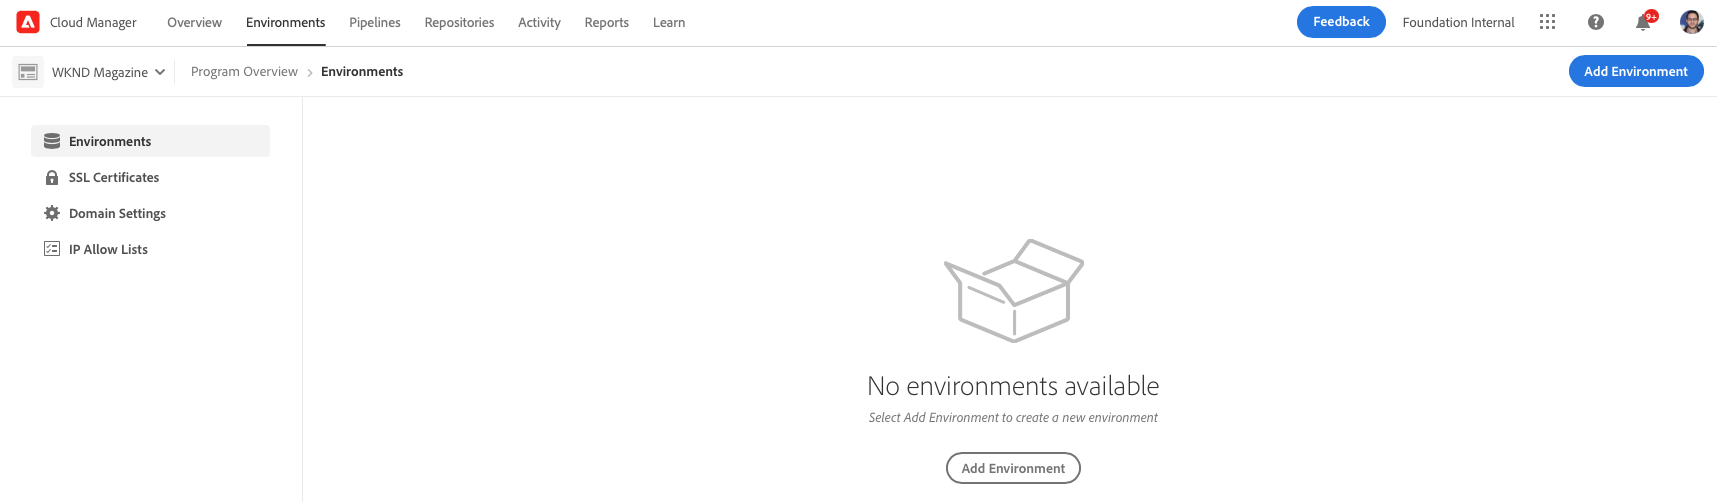 Cloud Manager Overview Environments Pipelines Repositories Activity Reports Learn Feedback Foundation Internal 9+
WKND Magazine Program Overview Environments Add Environment
Environments
SSL Certificates
Domain Settings
IP Allow Lists
No environments available
Select Add Environment to create a new environment
Add Environment